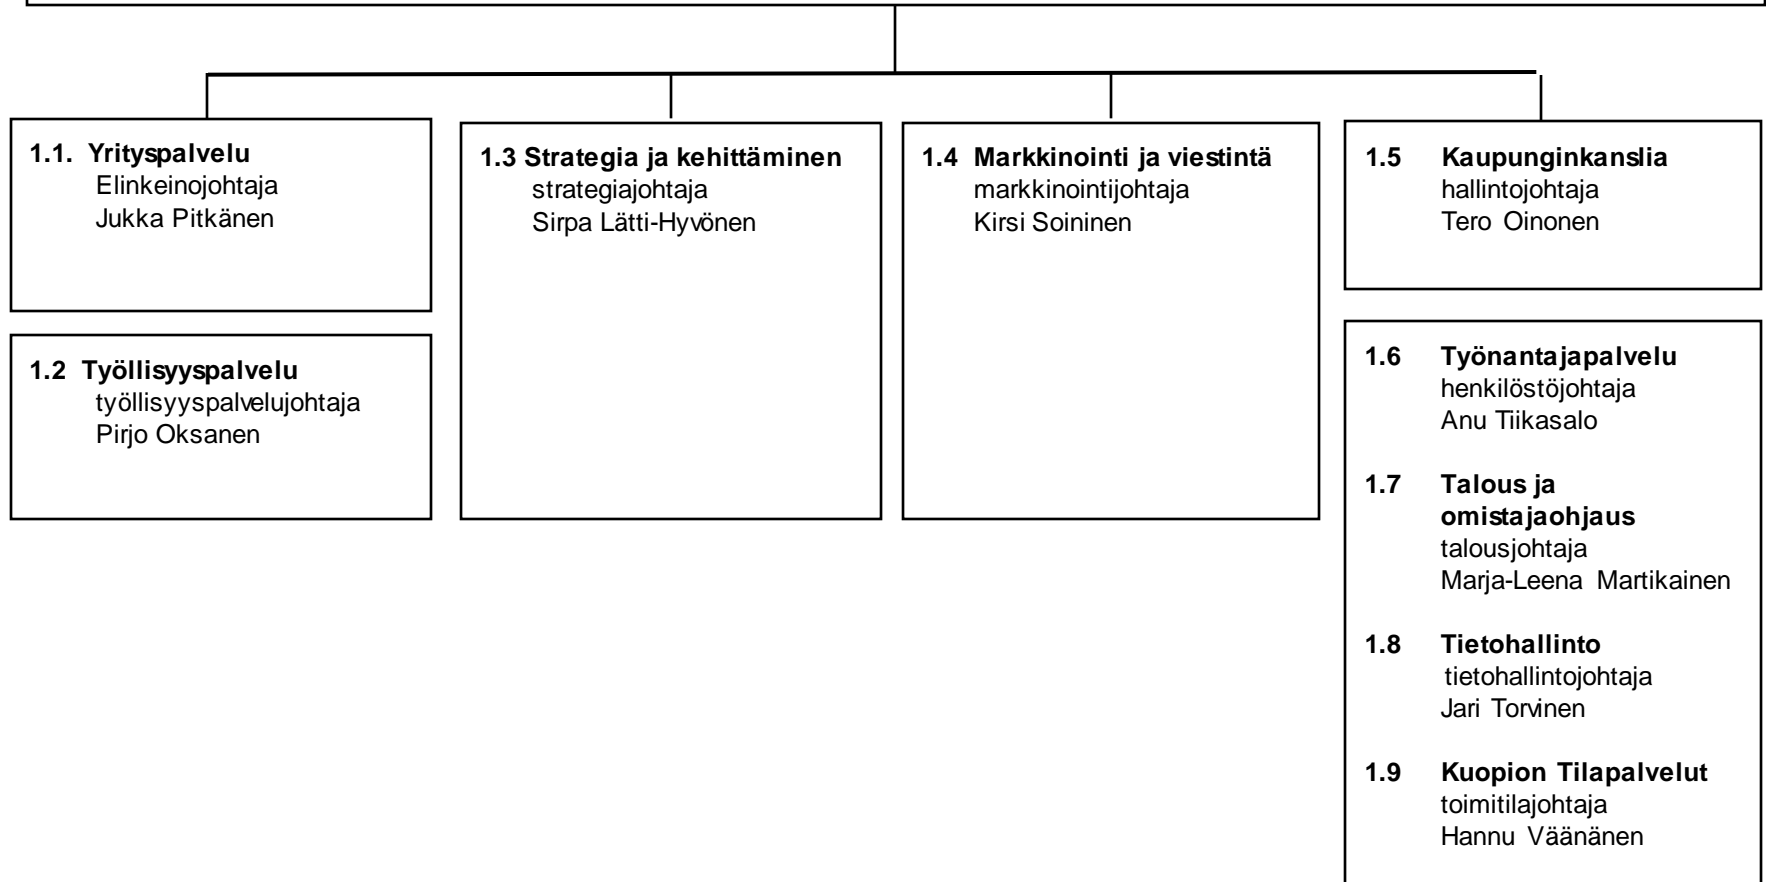 1.1. Yrityspalvelu
Elinkeinojohtaja
Jukka Pitkänen
1.2 Työllisyyspalvelu
työllisyyspalvelujohtaja
Pirjo Oksanen
1.3 Strategia ja kehittäminen
strategiajohtaja
Sirpa Lätti-Hyvönen
1.4 Markkinointi ja viestintä
markkinointijohtaja
Kirsi Soininen
1.5 Kaupunginkanslia
hallintojohtaja
Tero Oinonen
1.6 Työnantajapalvelu
henkilöstöjohtaja
Anu Tiikasalo
1.7 Talous ja
omistajaohjaus
talousjohtaja
Marja-Leena Martikainen
1.8 Tietohallinto
tietohallintojohtaja
Jari Torvinen
1.9 Kuopion Tilapalvelut
toimitilajohtaja
Hannu Väänänen